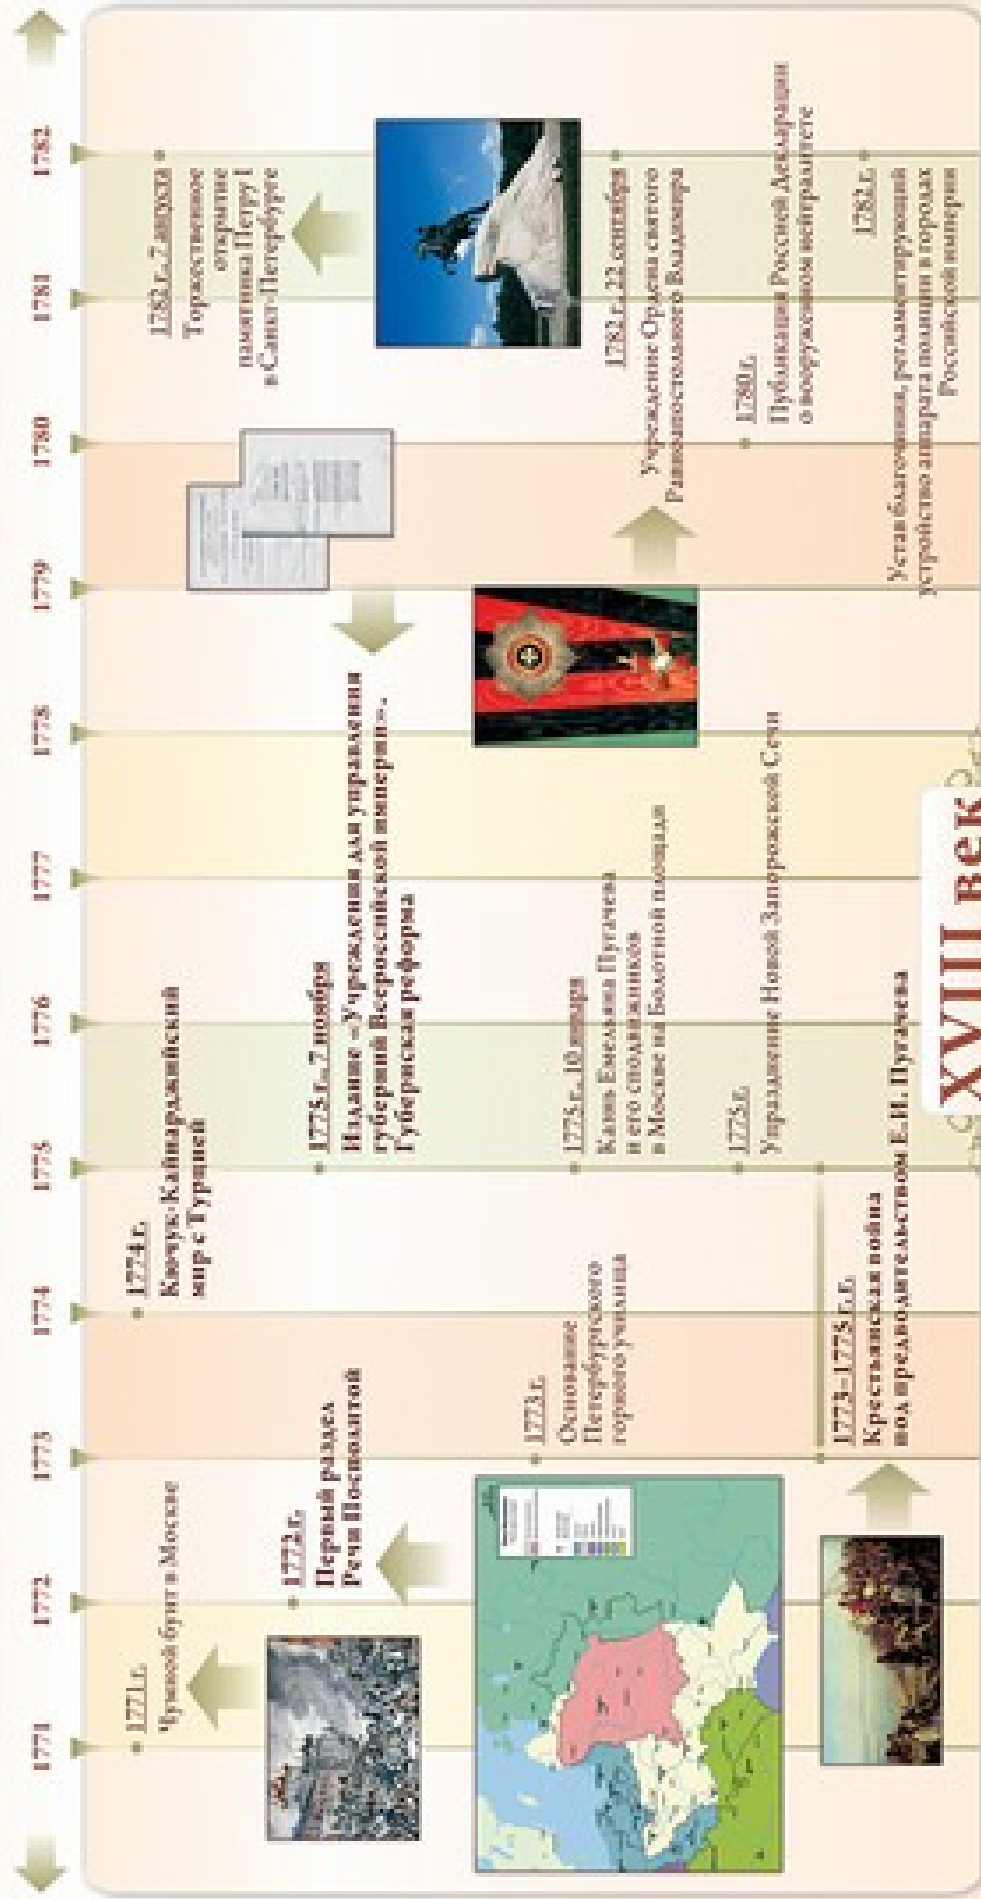 1771
1772
1773
1774
1775
1776
1777
1778
1779
1780
1781
1782
1771 г.
Чумной бунт в Москве
1772 г.
Первый раздел
Речи Посполитой
1773 г.
Основание
Петербургского
горного училища
1773–1775 г.г.
Крестьянская война
под предводительством Е.И. Пугачева
1774 г.
Кючук-Кайнарджийский
мир с Турцией
1775 г., 7 ноября
Издание «Учреждения для управления
губерний Всероссийской империи».
Губернская реформа
1775 г., 10 января
Казнь Емельяна Пугачева
и его сподвижников
в Москве на Болотной площади
1775 г.
Упразднение Новой Запорожской Сечи
1782 г., 7 августа
Торжественное
открытие
памятника Петру I
в Санкт-Петербурге
1782 г., 22 сентября
Учреждение Ордена святого
Равноапостольного Владимира
1780 г.
Публикация Россией Декларации
о вооруженном нейтралитете
1782 г.
Устав благочиния, регламентирующий
устройство аппарата полиции в городах
Российской империи
XVIII век